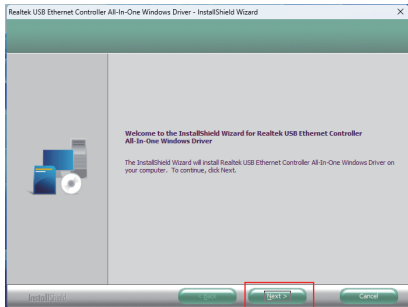 Realtek USB Ethernet Controller All-In-One Windows Driver - InstallShield Wizard
Welcome to the InstallShield Wizard for Realtek USB Ethernet Controller
All-In-One Windows Driver
The InstallShield Wizard will install Realtek USB Ethernet Controller All-In-One Windows Driver on
your computer. To continue, click Next.
InstallShield
< Back
Next >
Cancel